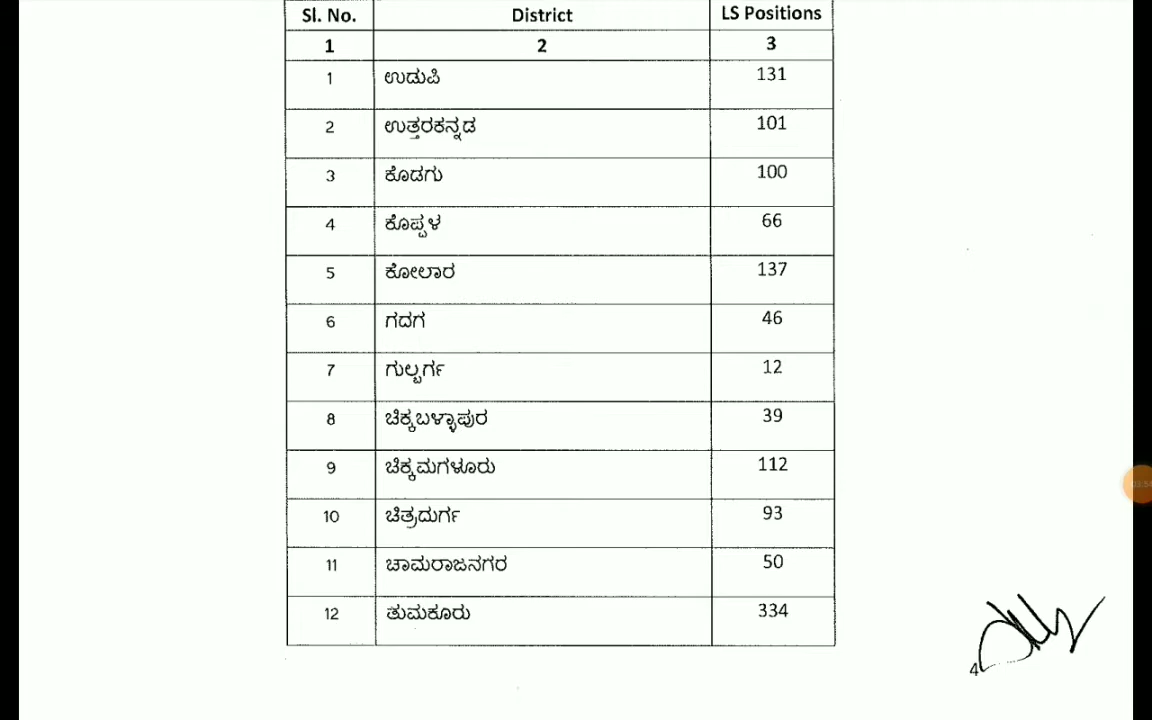 Sl. No. District LS Positions
1 2 3
1 ಉಡುಪಿ 131
2 ಉತ್ತರಕನ್ನಡ 101
3 ಕೊಡಗು 100
4 ಕೊಪ್ಪಳ 66
5 ಕೋಲಾರ 137
6 ಗದಗ 46
7 ಗುಲ್ಬರ್ಗ 12
8 ಚಿಕ್ಕಬಳ್ಳಾಪುರ 39
9 ಚಿಕ್ಕಮಗಳೂರು 112
10 ಚಿತ್ರದುರ್ಗ 93
11 ಚಾಮರಾಜನಗರ 50
12 ತುಮಕೂರು 334
4